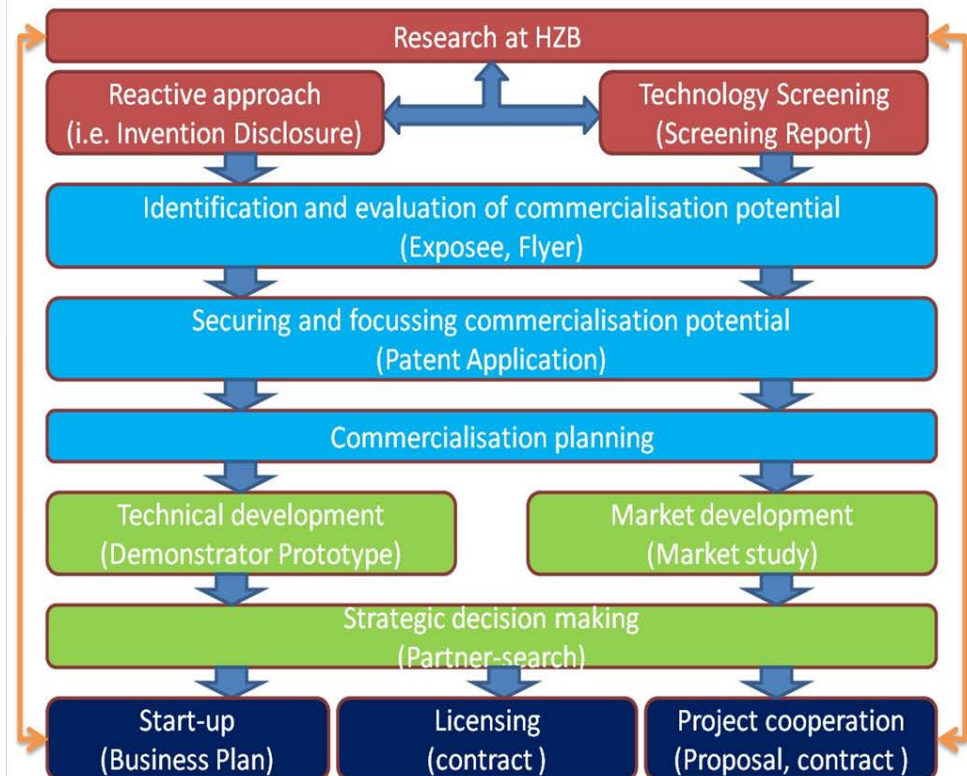 Research at HZB
Reactive approach
(i.e. Invention Disclosure)
Technology Screening
(Screening Report)
Identification and evaluation of commercialisation potential
(Exposee, Flyer)
Securing and focussing commercialisation potential
(Patent Application)
Commercialisation planning
Technical development
(Demonstrator Prototype)
Market development
(Market study)
Strategic decision making
(Partner-search)
Start-up
(Business Plan)
Licensing
(contract )
Project cooperation
(Proposal, contract )